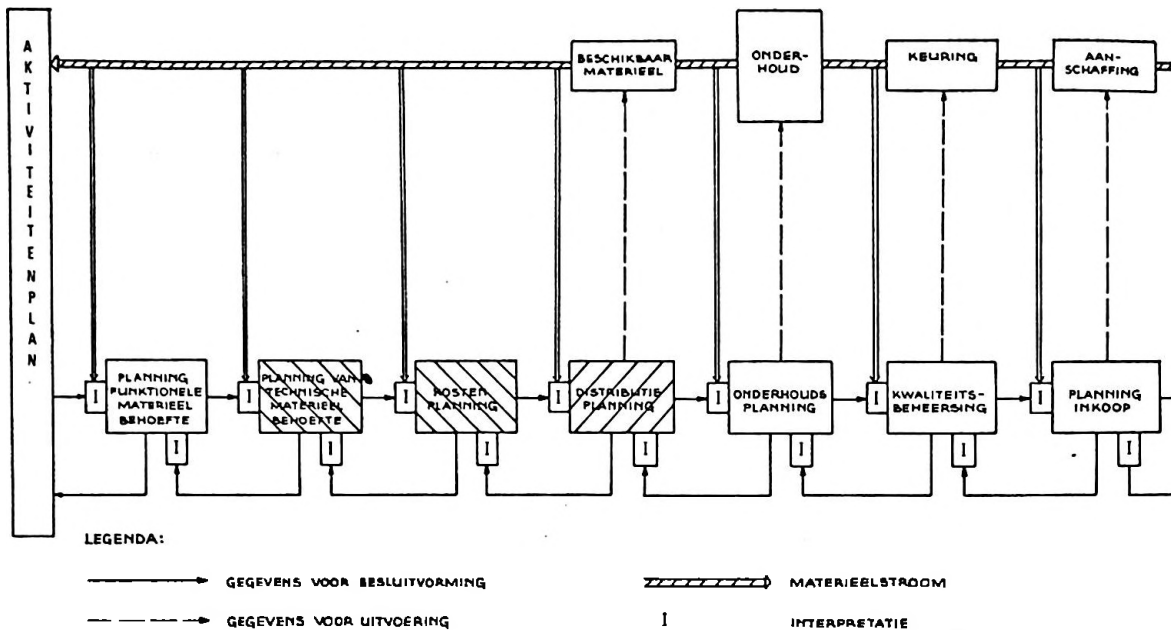 AKTIVITEITENPLAN
BESCHIKBAAR
MATERIEEL
ONDER-
HOUD
KEURING
AAN-
SCHAFFING
I
PLANNING
FUNKTIONELE
MATERIEEL
BEHOEFTE
I
I
PLANNING VAN
TECHNISCHE
MATERIEEL
BEHOEFTE
I
I
KOSTEN
PLANNING
I
I
DISTRIBUTIE
PLANNING
I
I
ONDERHOUDS
PLANNING
I
I
KWALITEITS-
BEHEERSING
I
I
PLANNING
INKOOP
I
LEGENDA:
GEGEVENS VOOR BESLUITVORMING
MATERIEELSTROOM
GEGEVENS VOOR UITVOERING
I INTERPRETATIE